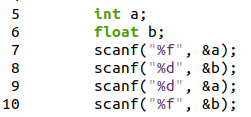 5 int a;
6 float b;
7 scanf("%f", &a);
8 scanf("%d", &b);
9 scanf("%d", &a);
10 scanf("%f", &b);